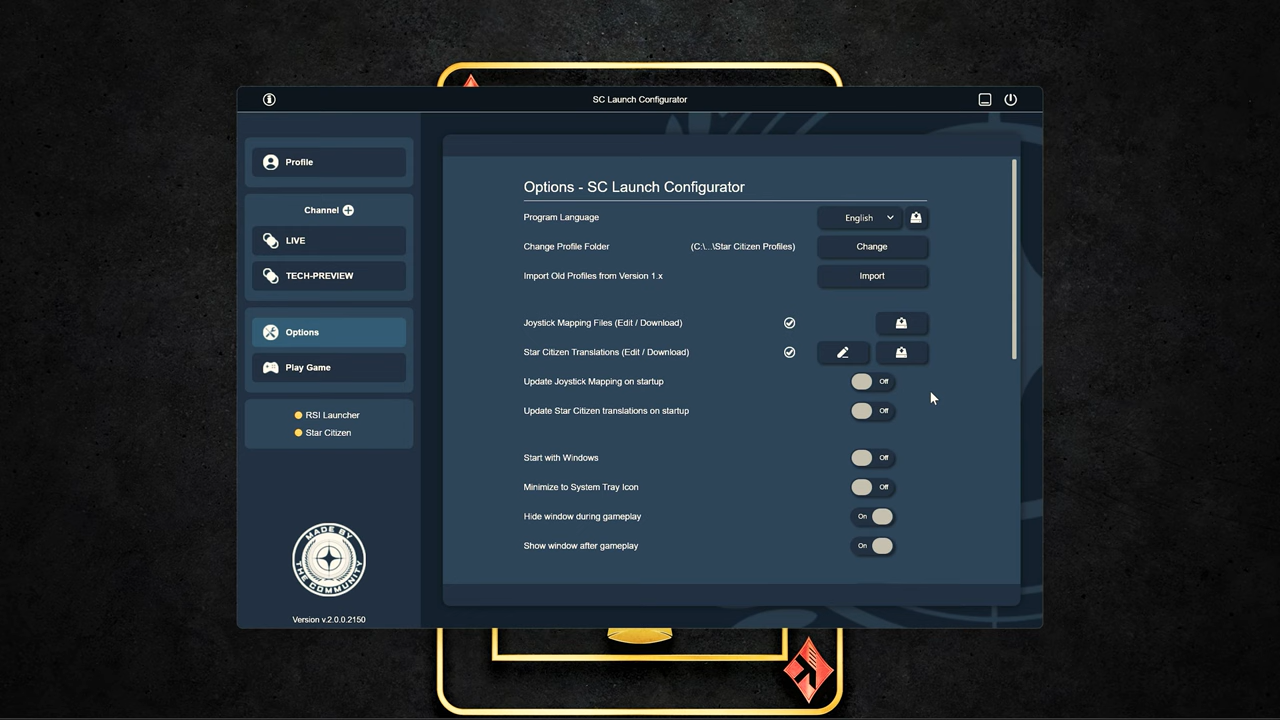 SC Launch Configurator
Profile
Channel
LIVE
TECH-PREVIEW
Options
Play Game
RSI Launcher
Star Citizen
MADE BY
THE COMMUNITY
Version v.2.0.0.2150
Options - SC Launch Configurator
Program Language English
Change Profile Folder (C:\...\Star Citizen Profiles) Change
Import Old Profiles from Version 1.x Import
Joystick Mapping Files (Edit / Download)
Star Citizen Translations (Edit / Download)
Update Joystick Mapping on startup Off
Update Star Citizen translations on startup Off
Start with Windows Off
Minimize to System Tray Icon Off
Hide window during gameplay On
Show window after gameplay On